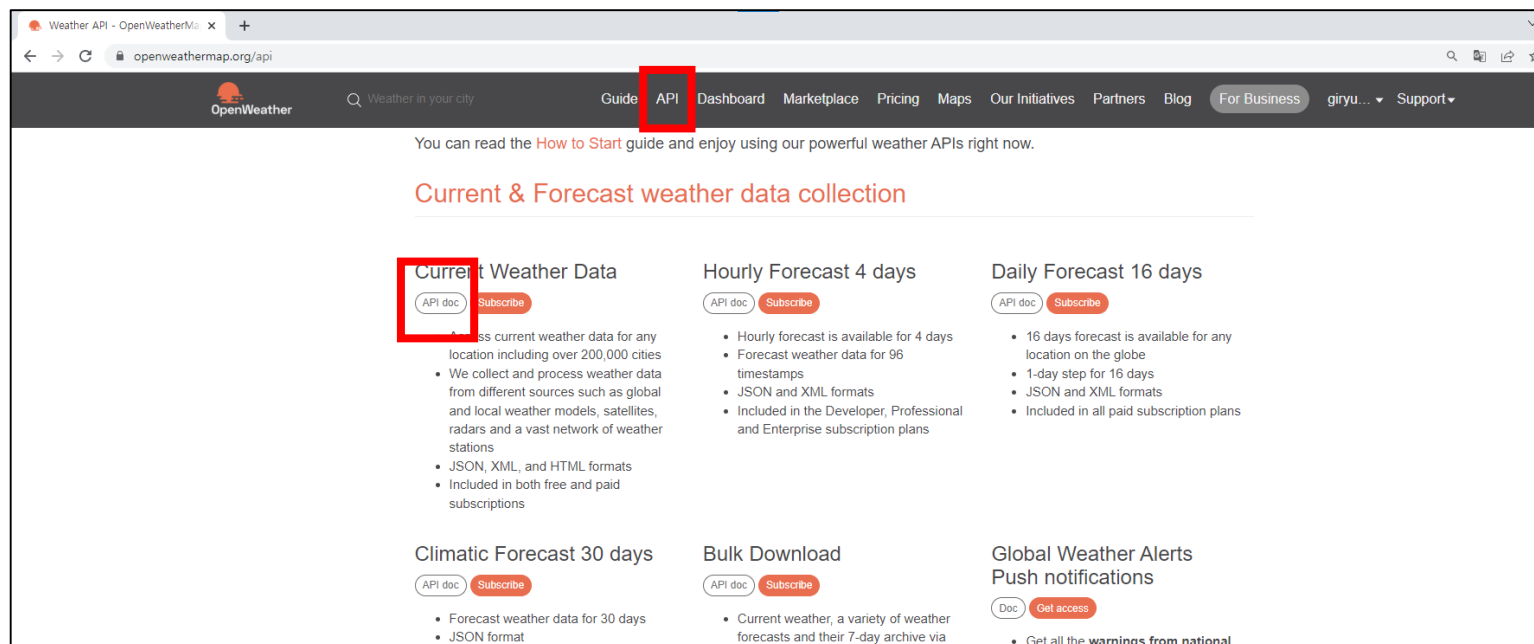 Weather API - OpenWeatherMa
openweathermap.org/api
OpenWeather
Weather in your city
Guide API Dashboard Marketplace Pricing Maps Our Initiatives Partners Blog For Business giryu... Support
You can read the How to Start guide and enjoy using our powerful weather APIs right now.
Current & Forecast weather data collection
Current Weather Data
API doc Subscribe
Access current weather data for any
location including over 200,000 cities
We collect and process weather data
from different sources such as global
and local weather models, satellites,
radars and a vast network of weather
stations
JSON, XML, and HTML formats
Included in both free and paid
subscriptions
Hourly Forecast 4 days
API doc Subscribe
Hourly forecast is available for 4 days
Forecast weather data for 96
timestamps
JSON and XML formats
Included in the Developer, Professional
and Enterprise subscription plans
Daily Forecast 16 days
API doc Subscribe
16 days forecast is available for any
location on the globe
1-day step for 16 days
JSON and XML formats
Included in all paid subscription plans
Climatic Forecast 30 days
API doc Subscribe
Forecast weather data for 30 days
JSON format
Bulk Download
API doc Subscribe
Current weather, a variety of weather
forecasts and their 7-day archive via
Global Weather Alerts
Push notifications
Doc Get access
Get all the warnings from national